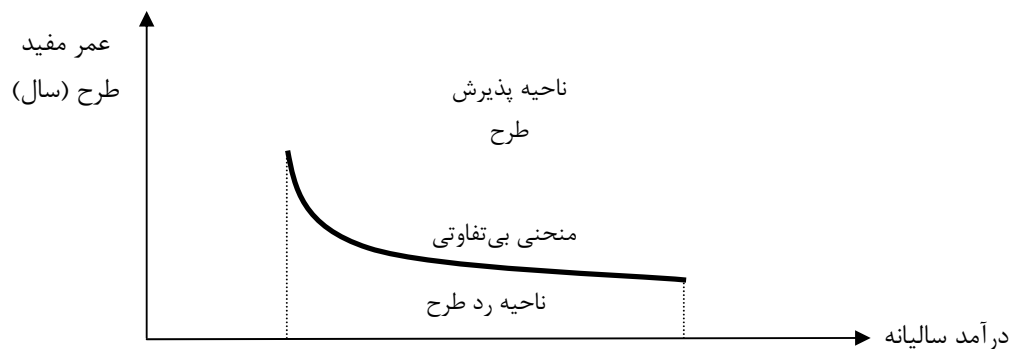 عمر مفید
طرح (سال)
ناحیه پذیرش
طرح
منحنی بی‌تفاوتی
ناحیه رد طرح
درآمد سالیانه